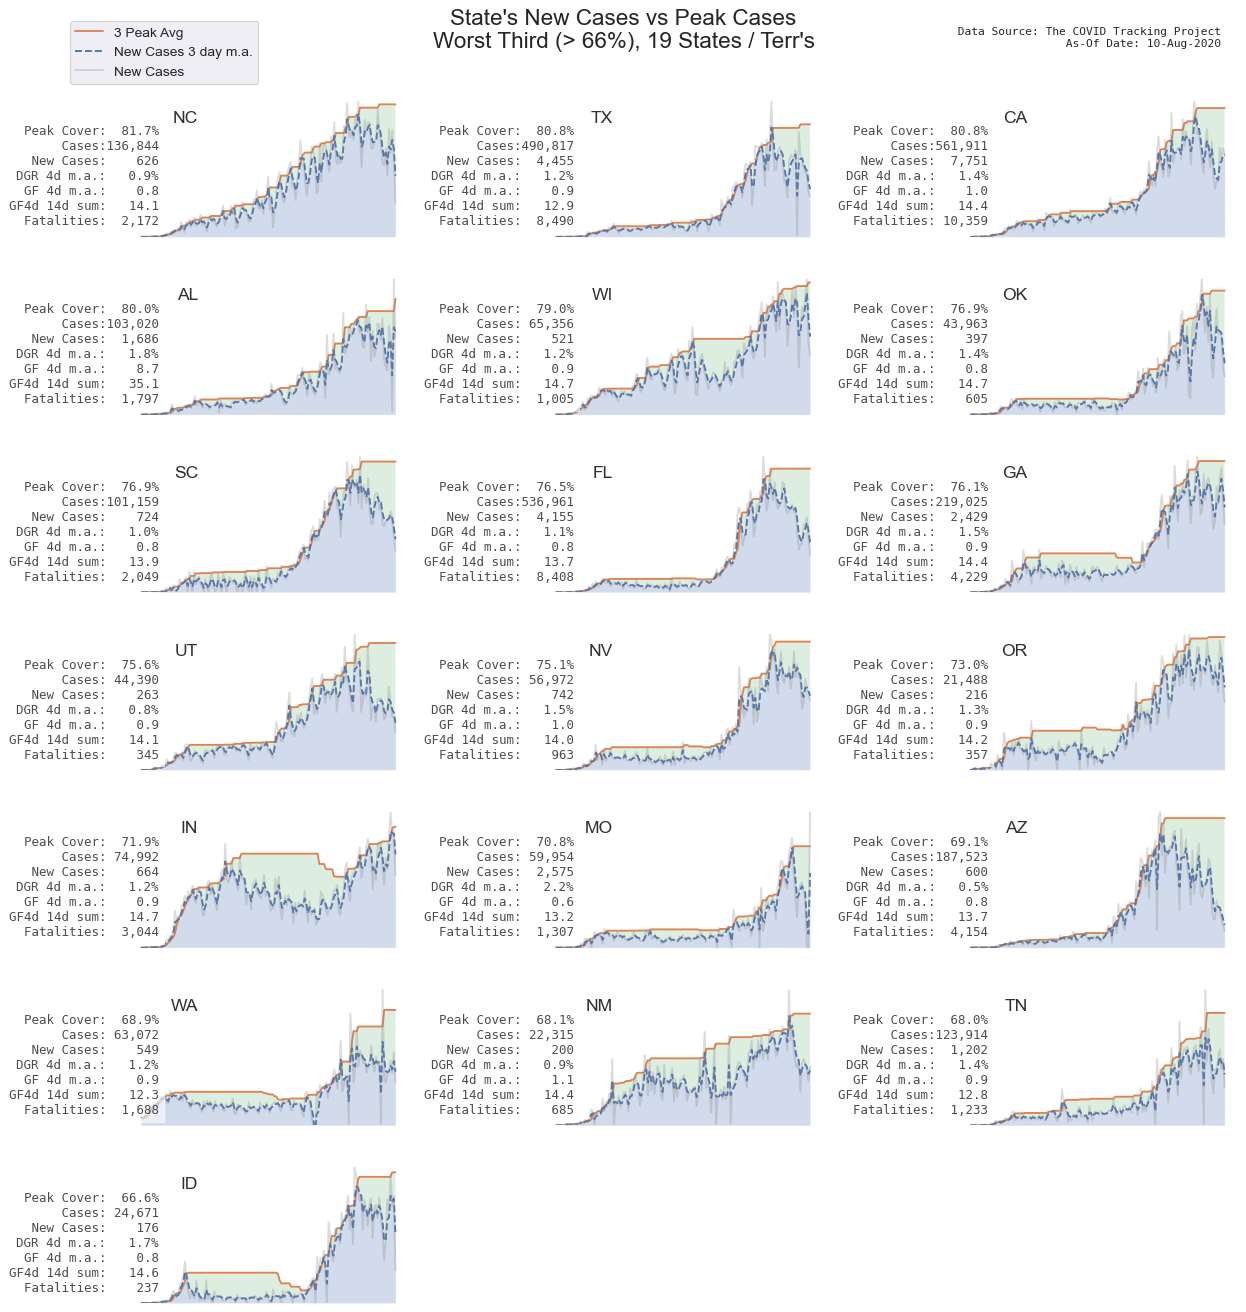 State's New Cases vs Peak Cases
Worst Third (> 66%), 19 States / Terr's
3 Peak Avg
New Cases 3 day m.a.
New Cases
Data Source: The COVID Tracking Project
As-Of Date: 10-Aug-2020
NC
Peak Cover: 81.7%
Cases:136,844
New Cases: 626
DGR 4d m.a.: 0.9%
GF 4d m.a.: 0.8
GF4d 14d sum: 14.1
Fatalities: 2,172
TX
Peak Cover: 80.8%
Cases:490,817
New Cases: 4,455
DGR 4d m.a.: 1.2%
GF 4d m.a.: 0.9
GF4d 14d sum: 12.9
Fatalities: 8,490
CA
Peak Cover: 80.8%
Cases:561,911
New Cases: 7,751
DGR 4d m.a.: 1.4%
GF 4d m.a.: 1.0
GF4d 14d sum: 14.4
Fatalities: 10,359
AL
Peak Cover: 80.0%
Cases:103,020
New Cases: 1,686
DGR 4d m.a.: 1.8%
GF 4d m.a.: 8.7
GF4d 14d sum: 35.1
Fatalities: 1,797
WI
Peak Cover: 79.0%
Cases: 65,356
New Cases: 521
DGR 4d m.a.: 1.2%
GF 4d m.a.: 0.9
GF4d 14d sum: 14.7
Fatalities: 1,005
OK
Peak Cover: 76.9%
Cases: 43,963
New Cases: 397
DGR 4d m.a.: 1.4%
GF 4d m.a.: 0.8
GF4d 14d sum: 14.7
Fatalities: 605
SC
Peak Cover: 76.9%
Cases:101,159
New Cases: 724
DGR 4d m.a.: 1.0%
GF 4d m.a.: 0.8
GF4d 14d sum: 13.9
Fatalities: 2,049
FL
Peak Cover: 76.5%
Cases:536,961
New Cases: 4,155
DGR 4d m.a.: 1.1%
GF 4d m.a.: 0.8
GF4d 14d sum: 13.7
Fatalities: 8,408
GA
Peak Cover: 76.1%
Cases:219,025
New Cases: 2,429
DGR 4d m.a.: 1.5%
GF 4d m.a.: 0.9
GF4d 14d sum: 14.4
Fatalities: 4,229
UT
Peak Cover: 75.6%
Cases: 44,390
New Cases: 263
DGR 4d m.a.: 0.8%
GF 4d m.a.: 0.9
GF4d 14d sum: 14.1
Fatalities: 345
NV
Peak Cover: 75.1%
Cases: 56,972
New Cases: 742
DGR 4d m.a.: 1.5%
GF 4d m.a.: 1.0
GF4d 14d sum: 14.0
Fatalities: 963
OR
Peak Cover: 73.0%
Cases: 21,488
New Cases: 216
DGR 4d m.a.: 1.3%
GF 4d m.a.: 0.9
GF4d 14d sum: 14.2
Fatalities: 357
IN
Peak Cover: 71.9%
Cases: 74,992
New Cases: 664
DGR 4d m.a.: 1.2%
GF 4d m.a.: 0.9
GF4d 14d sum: 14.7
Fatalities: 3,044
MO
Peak Cover: 70.8%
Cases: 59,954
New Cases: 2,575
DGR 4d m.a.: 2.2%
GF 4d m.a.: 0.6
GF4d 14d sum: 13.2
Fatalities: 1,307
AZ
Peak Cover: 69.1%
Cases:187,523
New Cases: 600
DGR 4d m.a.: 0.5%
GF 4d m.a.: 0.8
GF4d 14d sum: 13.7
Fatalities: 4,154
WA
Peak Cover: 68.9%
Cases: 63,072
New Cases: 549
DGR 4d m.a.: 1.2%
GF 4d m.a.: 0.9
GF4d 14d sum: 12.3
Fatalities: 1,688
NM
Peak Cover: 68.1%
Cases: 22,315
New Cases: 200
DGR 4d m.a.: 0.9%
GF 4d m.a.: 1.1
GF4d 14d sum: 14.4
Fatalities: 685
TN
Peak Cover: 68.0%
Cases:123,914
New Cases: 1,202
DGR 4d m.a.: 1.4%
GF 4d m.a.: 0.9
GF4d 14d sum: 12.8
Fatalities: 1,233
ID
Peak Cover: 66.6%
Cases: 24,671
New Cases: 176
DGR 4d m.a.: 1.7%
GF 4d m.a.: 0.8
GF4d 14d sum: 14.6
Fatalities: 237